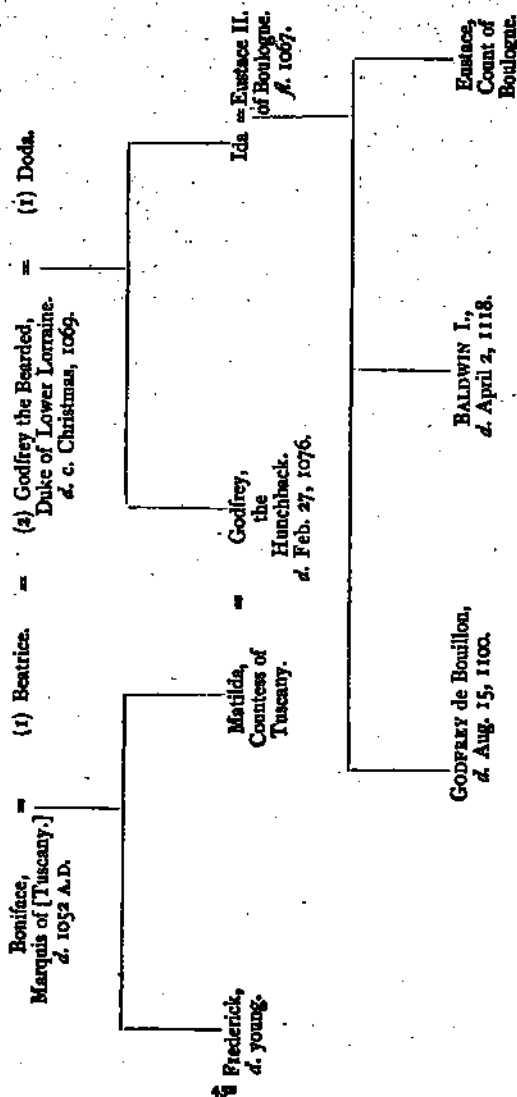 Boniface,
Marquis of [Tuscany.]
d. 1052 A.D.
=
(1) Beatrice.
=
(2) Godfrey the Bearded,
Duke of Lower Lorraine.
d. c. Christmas, 1069.
=
(1) Doda.
Frederick,
d. young.
Matilda,
Countess of
Tuscany.
=
Godfrey,
the
Hunchback.
d. Feb. 27, 1076.
Ida = Eustace II.
of Boulogne.
fl. 1067.
GODFREY de Bouillon,
d. Aug. 15, 1100.
BALDWIN I.,
d. April 2, 1118.
Eustace,
Count of
Boulogne.